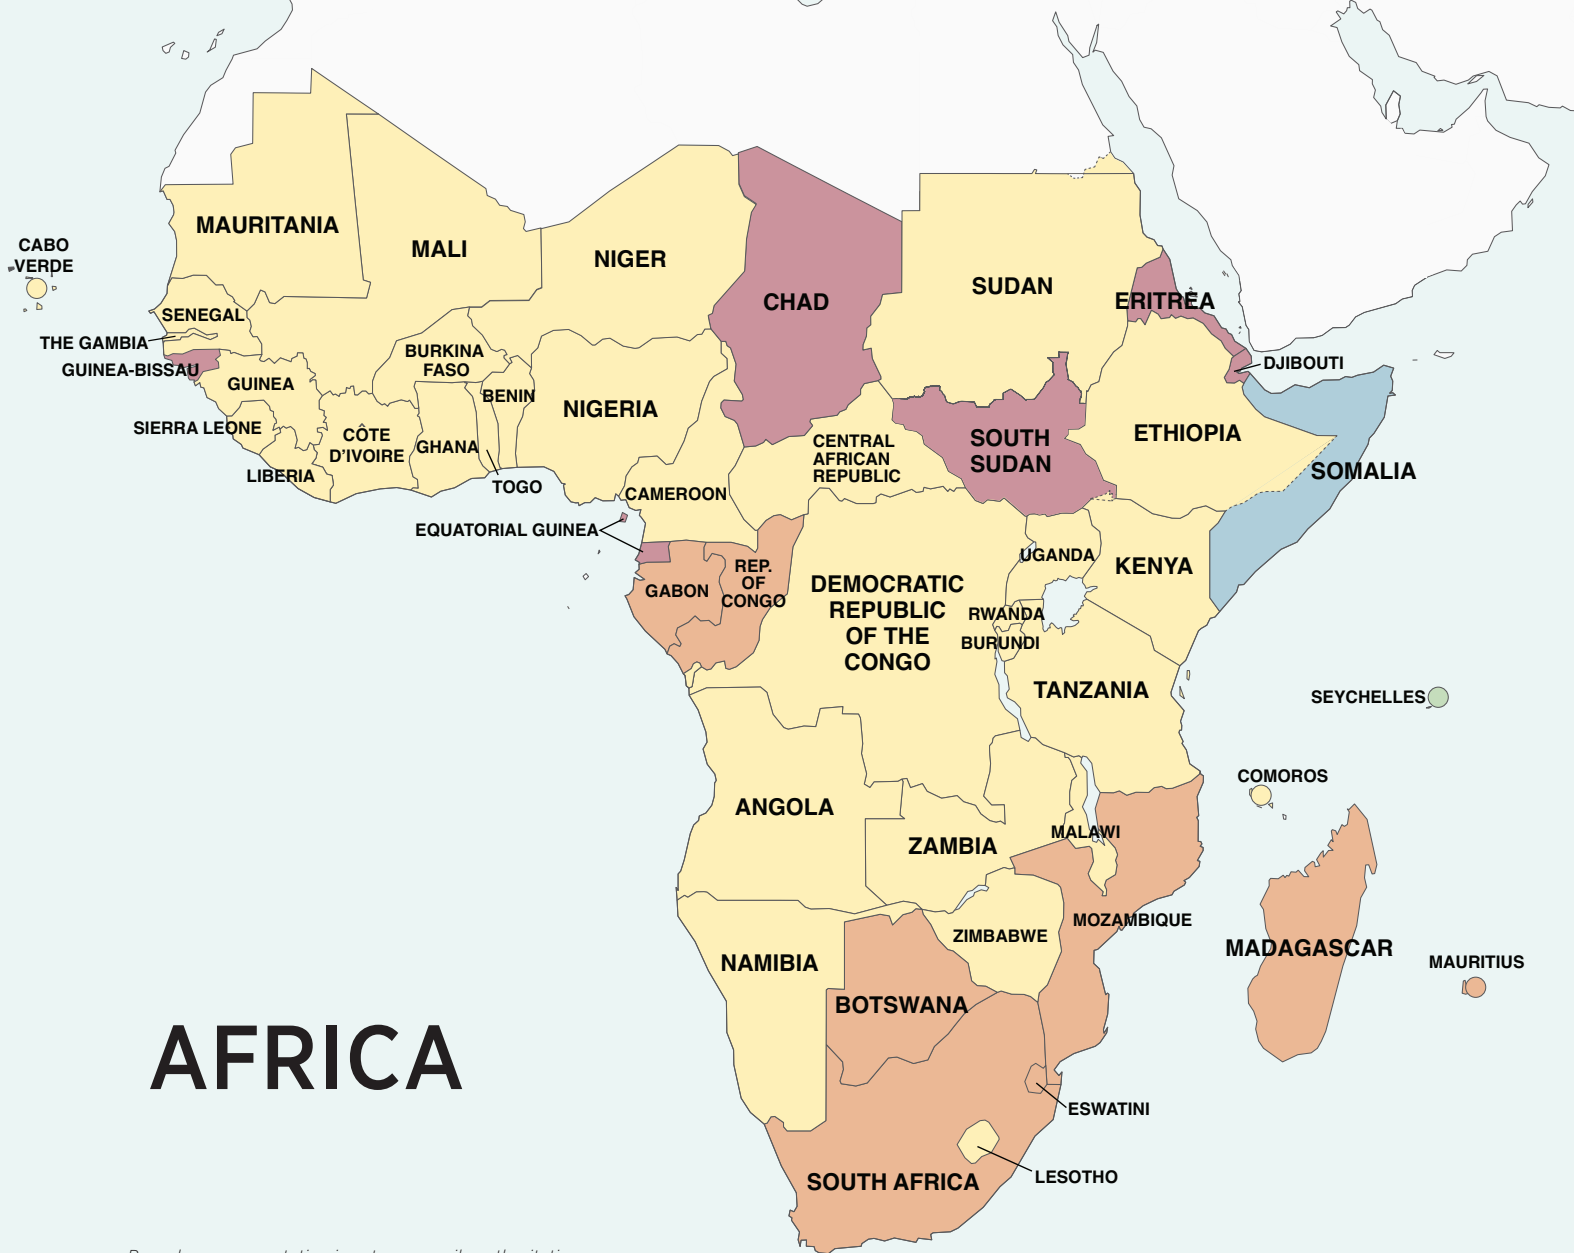 MAURITANIA
MALI
NIGER
CHAD
SUDAN
ERITREA
CABO
VERDE
SENEGAL
THE GAMBIA
GUINEA-BISSAU
GUINEA
BURKINA
FASO
BENIN
NIGERIA
DJIBOUTI
SIERRA LEONE
CÔTE
D'IVOIRE
GHANA
LIBERIA
TOGO
CENTRAL
AFRICAN
REPUBLIC
SOUTH
SUDAN
ETHIOPIA
SOMALIA
CAMEROON
EQUATORIAL GUINEA
GABON
REP.
OF
CONGO
DEMOCRATIC
REPUBLIC
OF THE
CONGO
UGANDA
KENYA
RWANDA
BURUNDI
TANZANIA
SEYCHELLES
COMOROS
ANGOLA
ZAMBIA
MALAWI
MOZAMBIQUE
ZIMBABWE
NAMIBIA
BOTSWANA
MADAGASCAR
MAURITIUS
AFRICA
ESWATINI
LESOTHO
SOUTH AFRICA